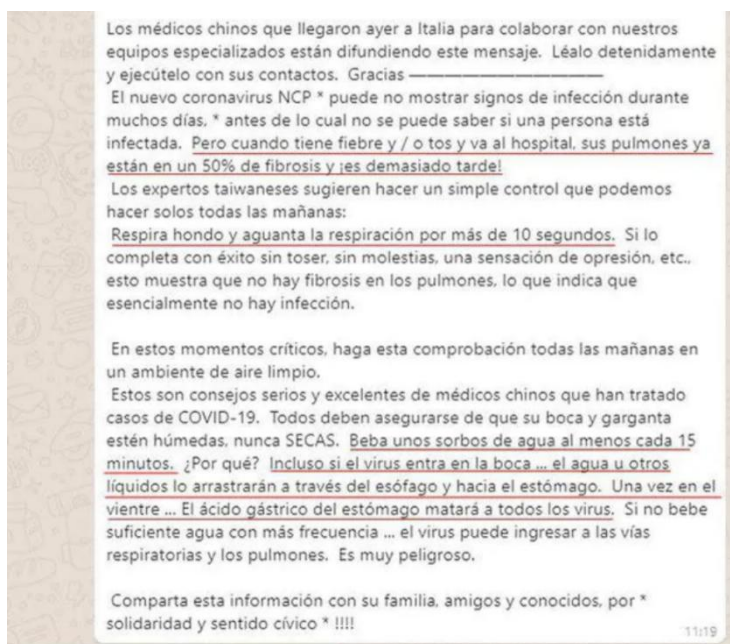 Los médicos chinos que llegaron ayer a Italia para colaborar con nuestros
equipos especializados están difundiendo este mensaje.  Léalo detenidamente
y ejecútelo con sus contactos.  Gracias ————————————
El nuevo coronavirus NCP * puede no mostrar signos de infección durante
muchos días, * antes de lo cual no se puede saber si una persona está
infectada.  Pero cuando tiene fiebre y / o tos y va al hospital, sus pulmones ya
están en un 50% de fibrosis y ¡es demasiado tarde!
Los expertos taiwaneses sugieren hacer un simple control que podemos
hacer solos todas las mañanas:
Respira hondo y aguanta la respiración por más de 10 segundos.  Si lo
completa con éxito sin toser, sin molestias, una sensación de opresión, etc.,
esto muestra que no hay fibrosis en los pulmones, lo que indica que
esencialmente no hay infección.

En estos momentos críticos, haga esta comprobación todas las mañanas en
un ambiente de aire limpio.
Estos son consejos serios y excelentes de médicos chinos que han tratado
casos de COVID-19.  Todos deben asegurarse de que su boca y garganta
estén húmedas, nunca SECAS.  Beba unos sorbos de agua al menos cada 15
minutos.  ¿Por qué?  Incluso si el virus entra en la boca ... el agua u otros
líquidos lo arrastrarán a través del esófago y hacia el estómago.  Una vez en el
vientre ... El ácido gástrico del estómago matará a todos los virus.  Si no bebe
suficiente agua con más frecuencia ... el virus puede ingresar a las vías
respiratorias y los pulmones.  Es muy peligroso.

Comparta esta información con su familia, amigos y conocidos, por *
solidaridad y sentido cívico * !!!!
11:19